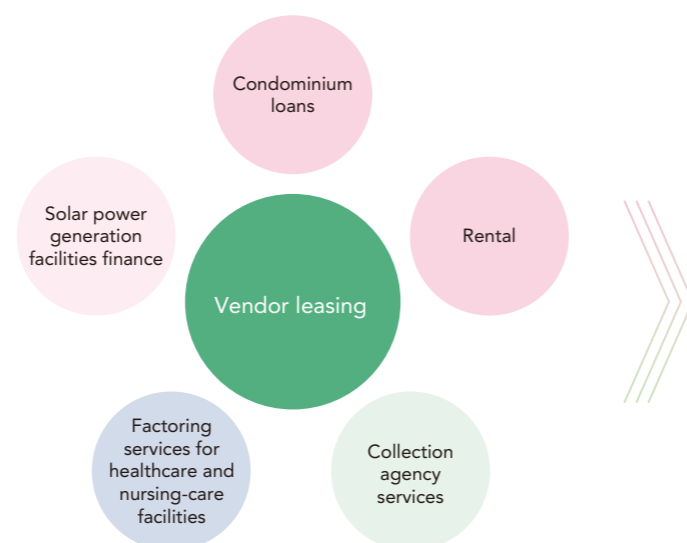 Condominium
loans
Solar power
generation
facilities finance
Rental
Vendor leasing
Factoring
services for
healthcare and
nursing-care
facilities
Collection
agency
services